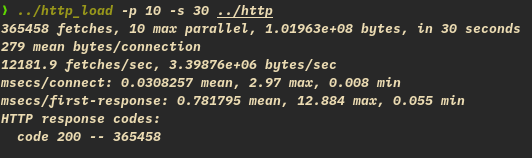 ❯ ../http_load -p 10 -s 30 ../http
365458 fetches, 10 max parallel, 1.01963e+08 bytes, in 30 seconds
279 mean bytes/connection
12181.9 fetches/sec, 3.39876e+06 bytes/sec
msecs/connect: 0.0308257 mean, 2.97 max, 0.008 min
msecs/first-response: 0.781795 mean, 12.884 max, 0.055 min
HTTP response codes:
  code 200 -- 365458